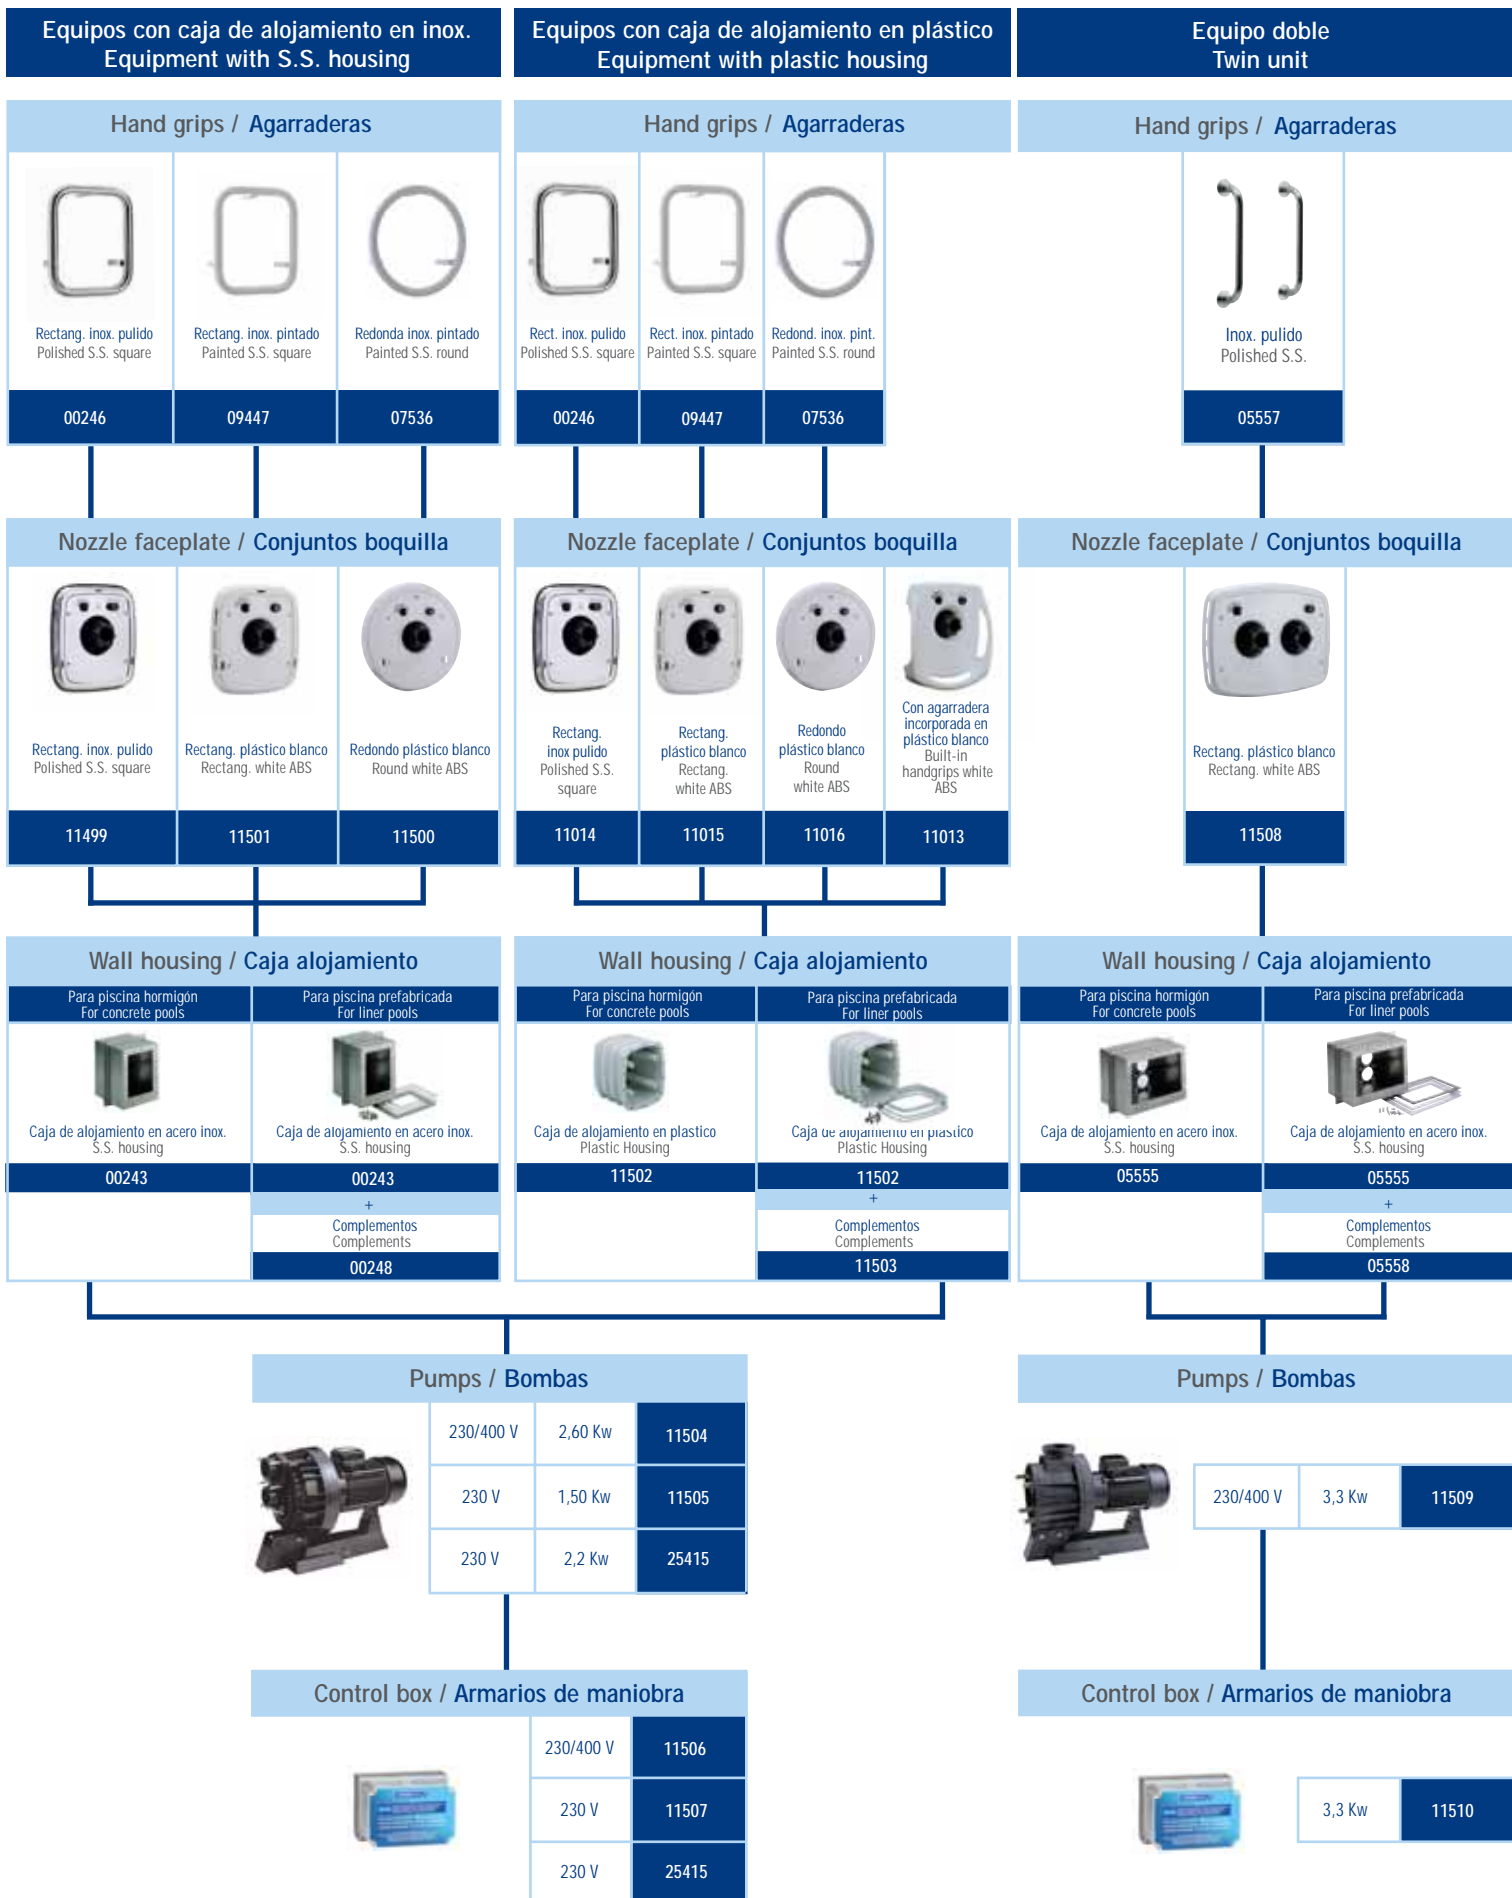 Equipos con caja de alojamiento en inox.
Equipment with S.S. housing
Equipos con caja de alojamiento en plástico
Equipment with plastic housing
Equipo doble
Twin unit
Hand grips / Agarraderas
Hand grips / Agarraderas
Hand grips / Agarraderas
Rectang. inox. pulido
Polished S.S. square
Rectang. inox. pintado
Painted S.S. square
Redonda inox. pintado
Painted S.S. round
Rect. inox. pulido
Polished S.S. square
Rect. inox. pintado
Painted S.S. square
Redond. inox. pint.
Painted S.S. round
Inox. pulido
Polished S.S.
00246
09447
07536
00246
09447
07536
05557
Nozzle faceplate / Conjuntos boquilla
Nozzle faceplate / Conjuntos boquilla
Nozzle faceplate / Conjuntos boquilla
Rectang. inox. pulido
Polished S.S. square
Rectang. plástico blanco
Rectang. white ABS
Redondo plástico blanco
Round white ABS
Rectang.
inox pulido
Polished S.S.
square
Rectang.
plástico blanco
Rectang.
white ABS
Redondo
plástico blanco
Round
white ABS
Con agarradera
incorporada en
plástico blanco
Built-in
handgrips white
ABS
Rectang. plástico blanco
Rectang. white ABS
11499
11501
11500
11014
11015
11016
11013
11508
Wall housing / Caja alojamiento
Wall housing / Caja alojamiento
Wall housing / Caja alojamiento
Para piscina hormigón
For concrete pools
Para piscina prefabricada
For liner pools
Para piscina hormigón
For concrete pools
Para piscina prefabricada
For liner pools
Para piscina hormigón
For concrete pools
Para piscina prefabricada
For liner pools
Caja de alojamiento en acero inox.
S.S. housing
Caja de alojamiento en acero inox.
S.S. housing
Caja de alojamiento en plastico
Plastic Housing
Caja de alojamiento en plastico
Plastic Housing
Caja de alojamiento en acero inox.
S.S. housing
Caja de alojamiento en acero inox.
S.S. housing
00243
00243
11502
11502
05555
05555
+
+
+
Complementos
Complements
Complementos
Complements
Complementos
Complements
00248
11503
05558
Pumps / Bombas
Pumps / Bombas
230/400 V 2,60 Kw 11504
230 V 1,50 Kw 11505
230 V 2,2 Kw 25415
230/400 V 3,3 Kw 11509
Control box / Armarios de maniobra
Control box / Armarios de maniobra
230/400 V 11506
230 V 11507
230 V 25415
3,3 Kw 11510